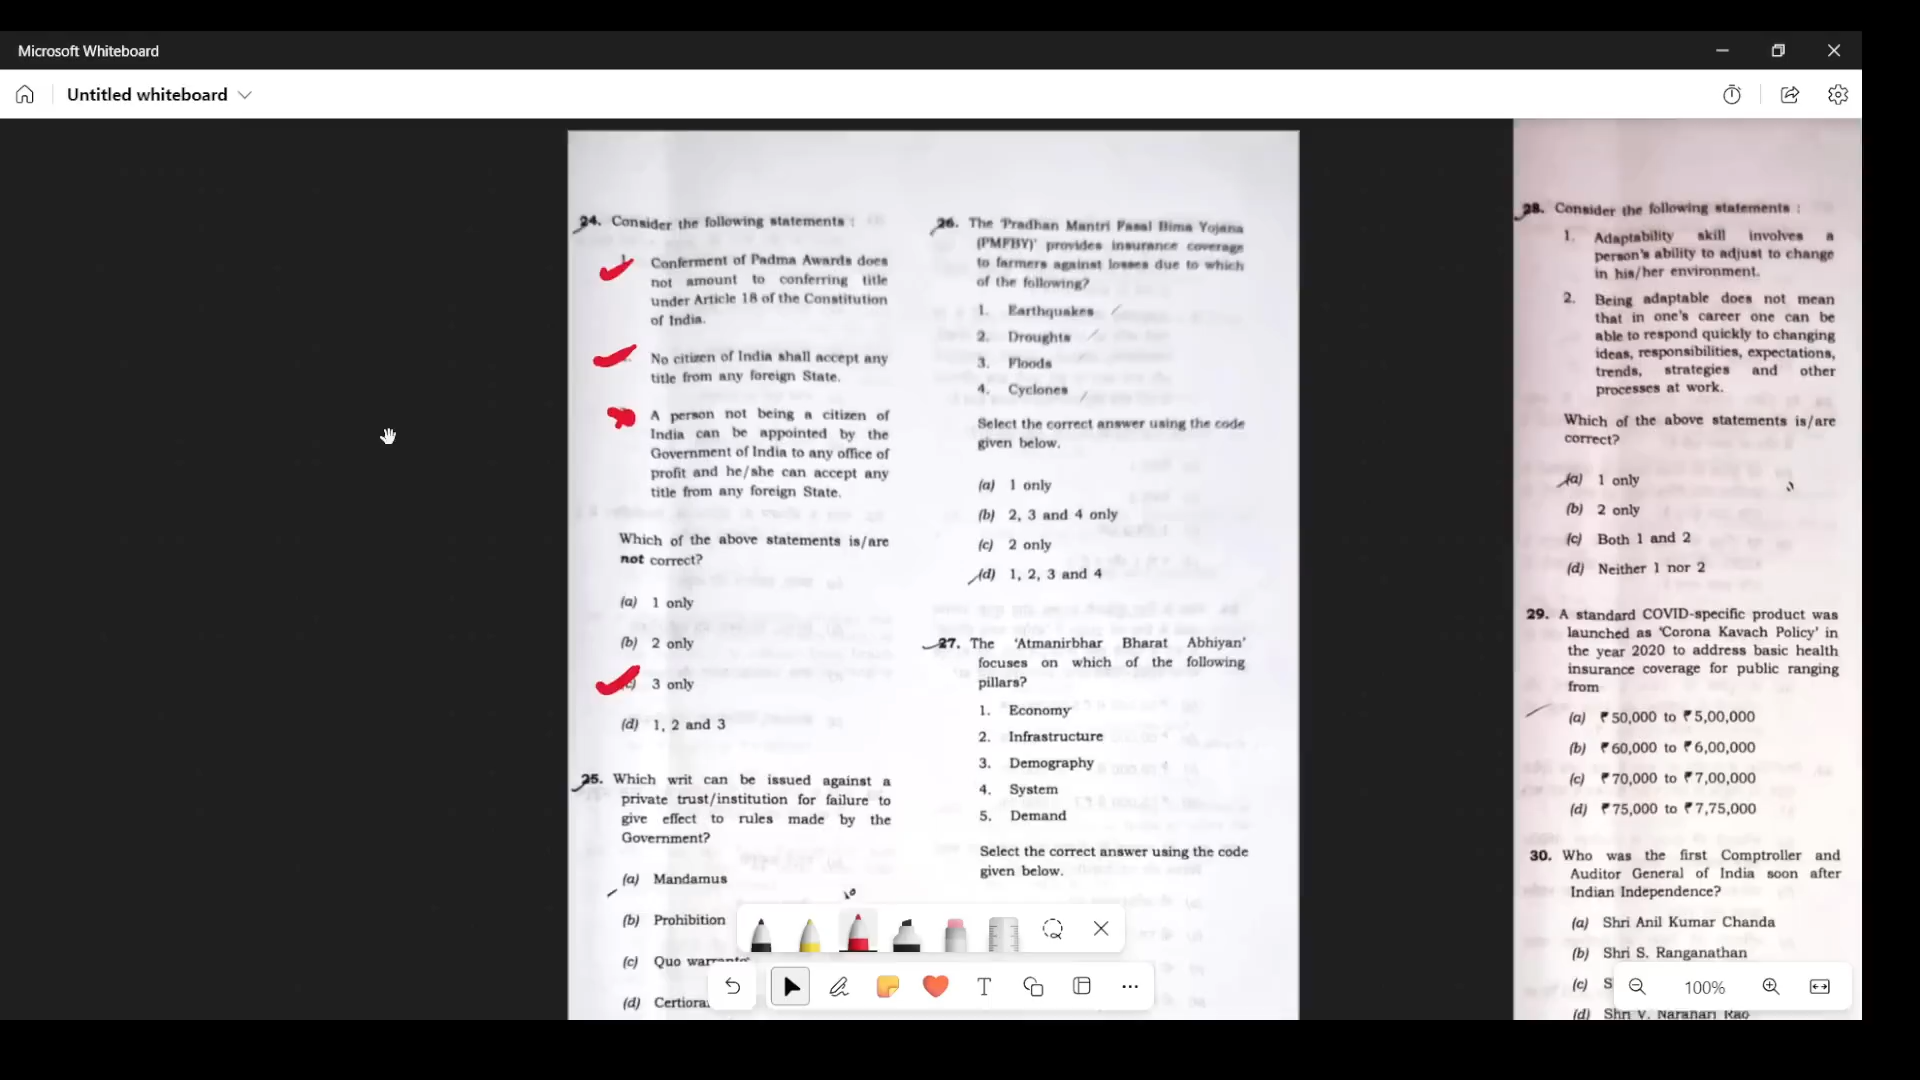 Microsoft Whiteboard
Untitled whiteboard
24. Consider the following statements :
Conferment of Padma Awards does
not amount to conferring title
under Article 18 of the Constitution
of India.
No citizen of India shall accept any
title from any foreign State.
A person not being a citizen of
India can be appointed by the
Government of India to any office of
profit and he/she can accept any
title from any foreign State.
Which of the above statements is/are
not correct?
(a) 1 only
(b) 2 only
3 only
(d) 1, 2 and 3
25. Which writ can be issued against a
private trust/institution for failure to
give effect to rules made by the
Government?
(a) Mandamus
(b) Prohibition
(c) Quo warranto
(d) Certiora
26. The 'Pradhan Mantri Fasal Bima Yojana
(PMFBY)' provides insurance coverage
to farmers against losses due to which
of the following?
1. Earthquakes
2. Droughts
3. Floods
4. Cyclones
Select the correct answer using the code
given below.
(a) 1 only
(b) 2, 3 and 4 only
(c) 2 only
(d) 1, 2, 3 and 4
27. The 'Atmanirbhar Bharat Abhiyan'
focuses on which of the following
pillars?
1. Economy
2. Infrastructure
3. Demography
4. System
5. Demand
Select the correct answer using the code
given below.
28. Consider the following statements :
1. Adaptability skill involves a
person's ability to adjust to change
in his/her environment.
2. Being adaptable does not mean
that in one's career one can be
able to respond quickly to changing
ideas, responsibilities, expectations,
trends, strategies and other
processes at work.
Which of the above statements is/are
correct?
(a) 1 only
(b) 2 only
(c) Both 1 and 2
(d) Neither 1 nor 2
29. A standard COVID-specific product was
launched as 'Corona Kavach Policy' in
the year 2020 to address basic health
insurance coverage for public ranging
from
(a) ₹ 50,000 to ₹ 5,00,000
(b) ₹ 60,000 to ₹ 6,00,000
(c) ₹ 70,000 to ₹ 7,00,000
(d) ₹ 75,000 to ₹ 7,75,000
30. Who was the first Comptroller and
Auditor General of India soon after
Indian Independence?
(a) Shri Anil Kumar Chanda
(b) Shri S. Ranganathan
(c) S
(d) Shri V. Narahari Rao
100%